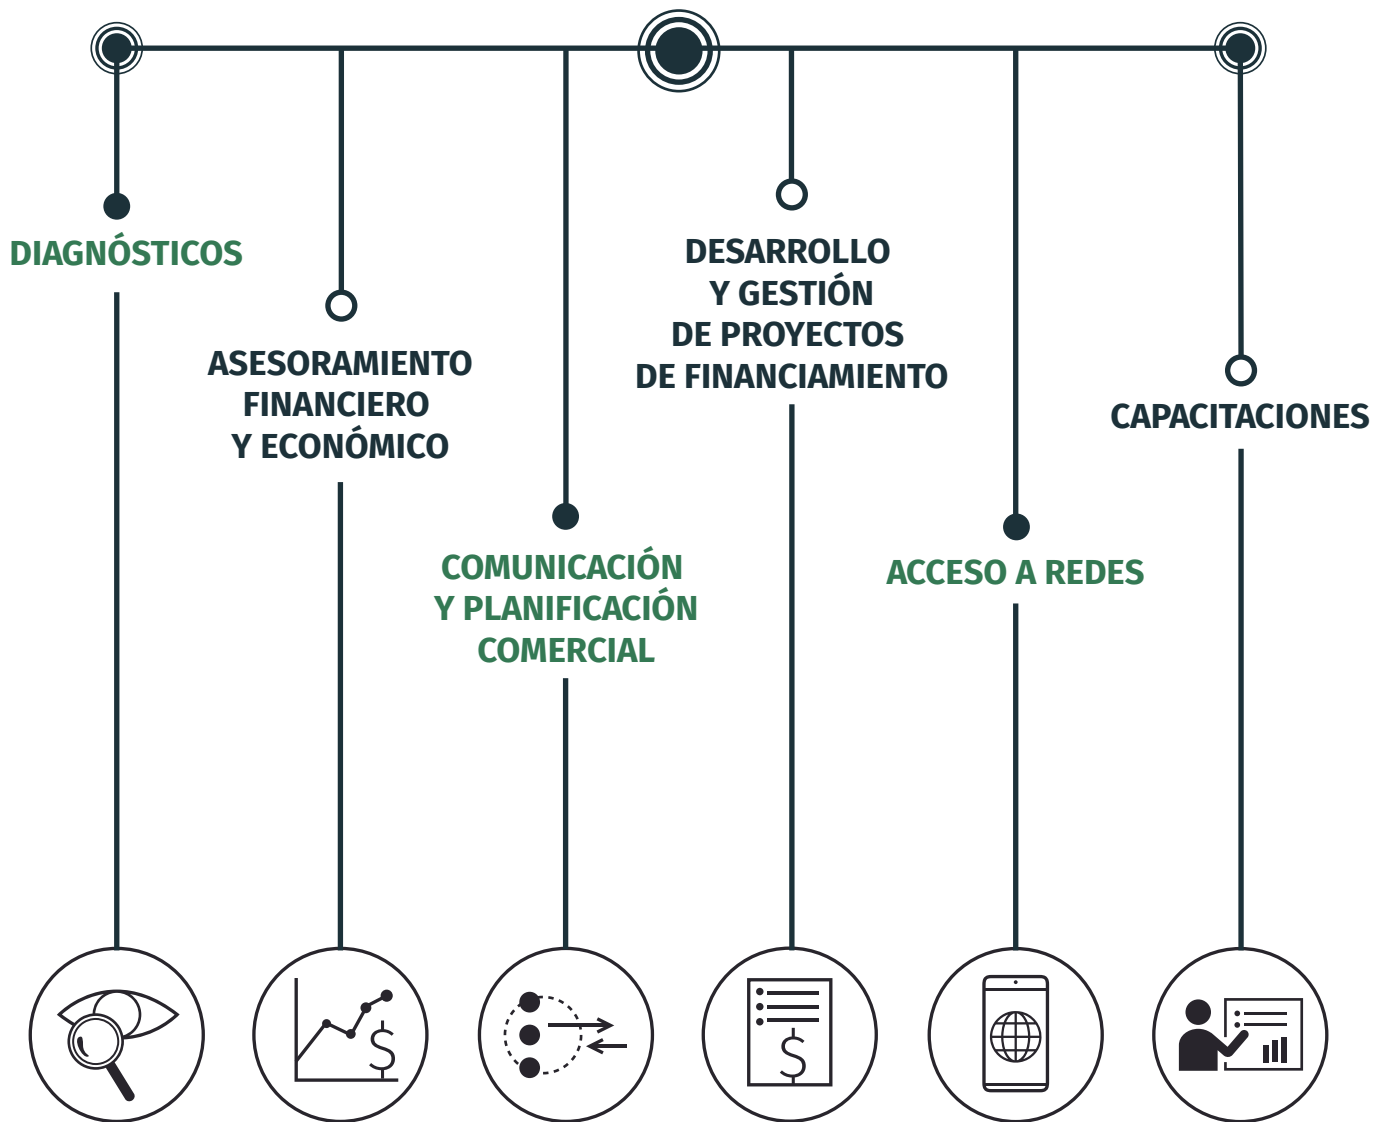 DIAGNÓSTICOS
ASESORAMIENTO
FINANCIERO
Y ECONÓMICO
COMUNICACIÓN
Y PLANIFICACIÓN
COMERCIAL
DESARROLLO
Y GESTIÓN
DE PROYECTOS
DE FINANCIAMIENTO
ACCESO A REDES
CAPACITACIONES
$
$